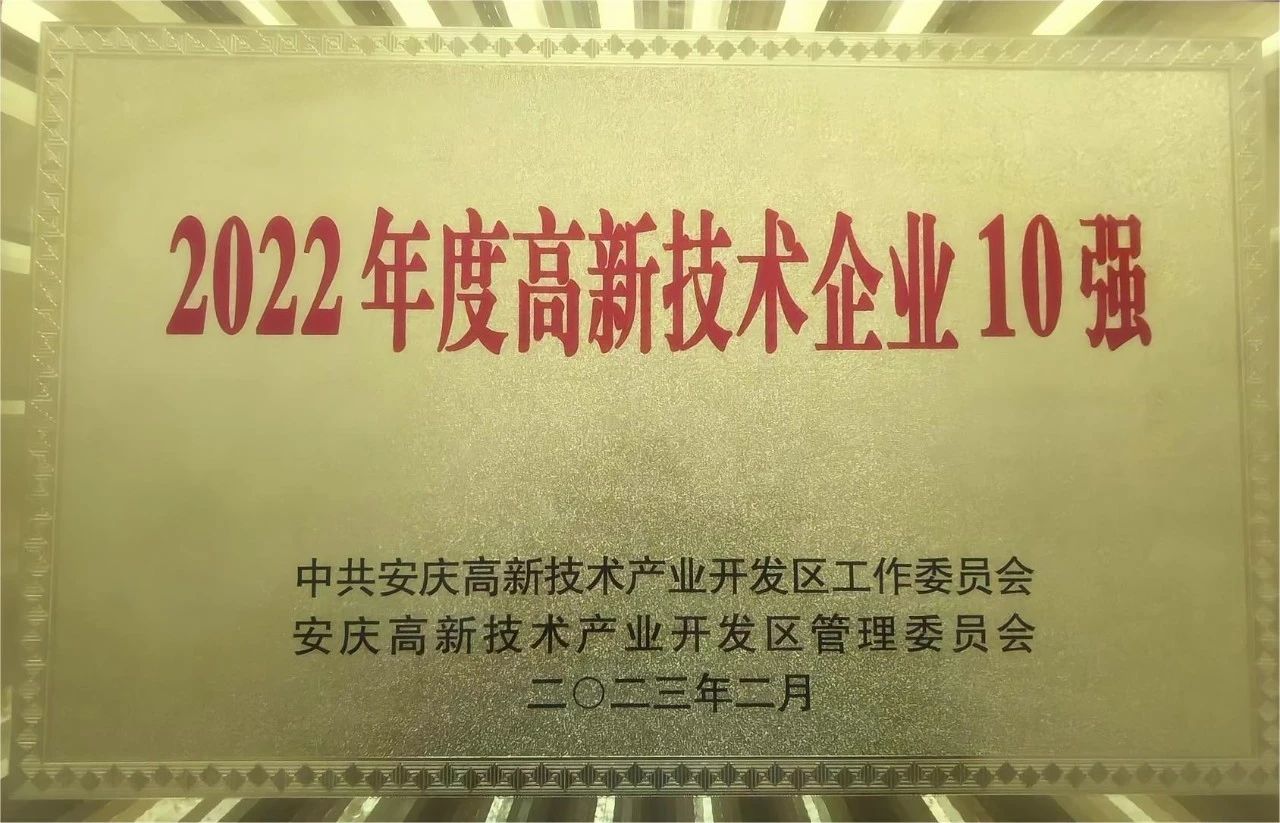 2022年度高新技术企业10强
中共安庆高新技术产业开发区工作委员会
安庆高新技术产业开发区管理委员会
二〇二三年二月